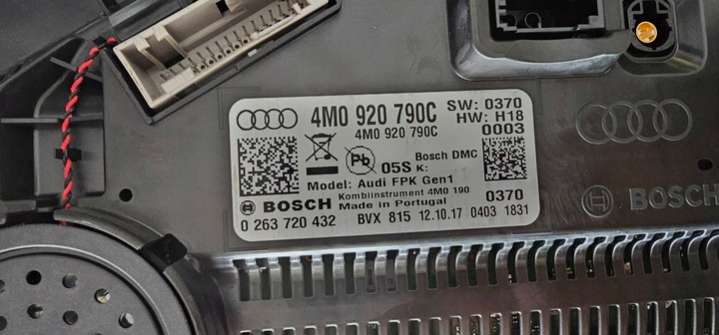 4M0 920 790C SW: 0370
4M0 920 790C HW: H18
0003
Pb 05S Bosch DMC
K:
Model: Audi FPK Gen1
Kombiinstrument 4M0 190 0370
BOSCH Made in Portugal
0 263 720 432 BVX 815 12.10.17 0403 1831
BOSCH